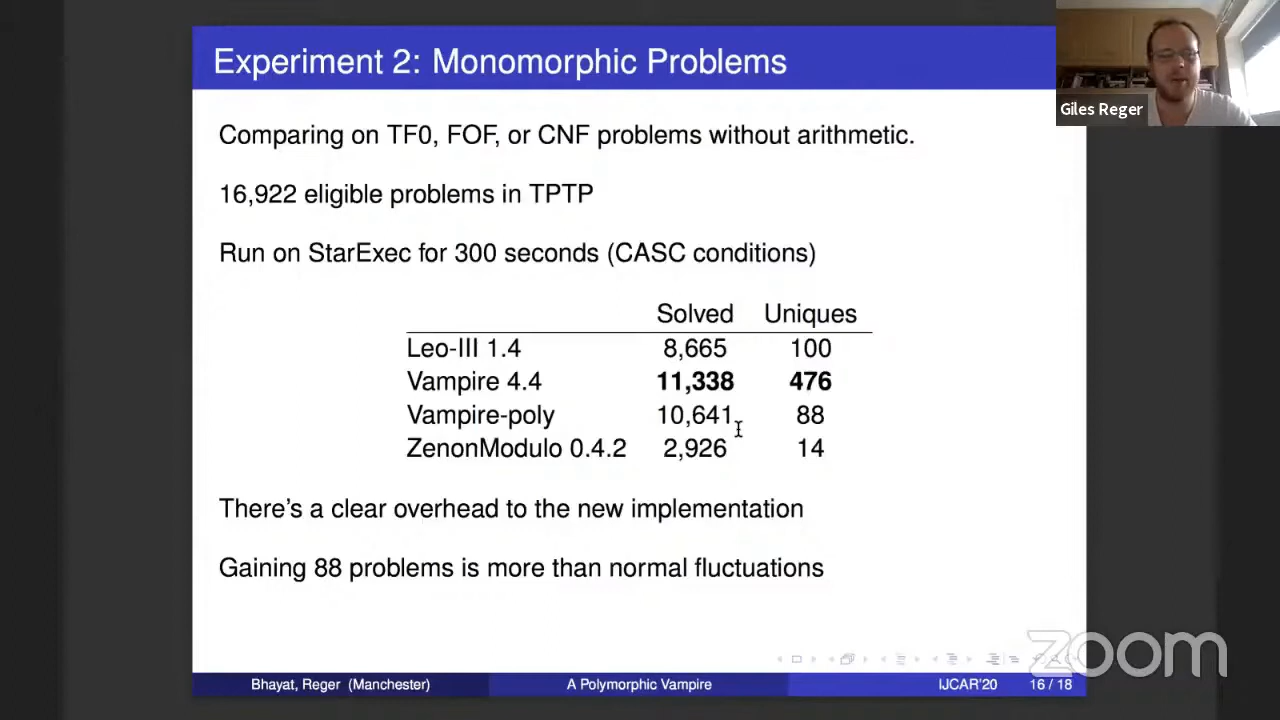 Experiment 2: Monomorphic Problems
Giles Reger
Comparing on TF0, FOF, or CNF problems without arithmetic.
16,922 eligible problems in TPTP
Run on StarExec for 300 seconds (CASC conditions)
Solved Uniques
Leo-III 1.4 8,665 100
Vampire 4.4 11,338 476
Vampire-poly 10,641 88
ZenonModulo 0.4.2 2,926 14
There's a clear overhead to the new implementation
Gaining 88 problems is more than normal fluctuations
zoom
Bhayat, Reger (Manchester) A Polymorphic Vampire IJCAR'20 16 / 18